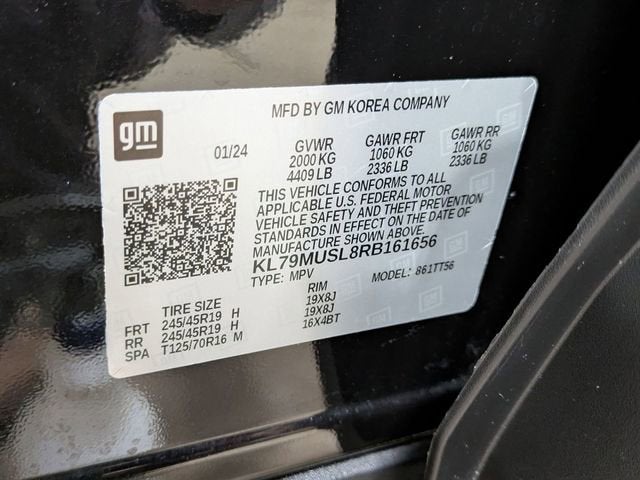 MFD BY GM KOREA COMPANY
gm
01/24
GVWR GAWR FRT GAWR RR
2000 KG 1060 KG 1060 KG
4409 LB 2336 LB 2336 LB
THIS VEHICLE CONFORMS TO ALL
APPLICABLE U.S. FEDERAL MOTOR
VEHICLE SAFETY AND THEFT PREVENTION
STANDARDS IN EFFECT ON THE DATE OF
MANUFACTURE SHOWN ABOVE.
KL79MUSL8RB161656
TYPE: MPV MODEL: 861TT56
TIRE SIZE RIM
FRT 245/45R19 H 19X8J
RR 245/45R19 H 19X8J
SPA T125/70R16 M 16X4BT